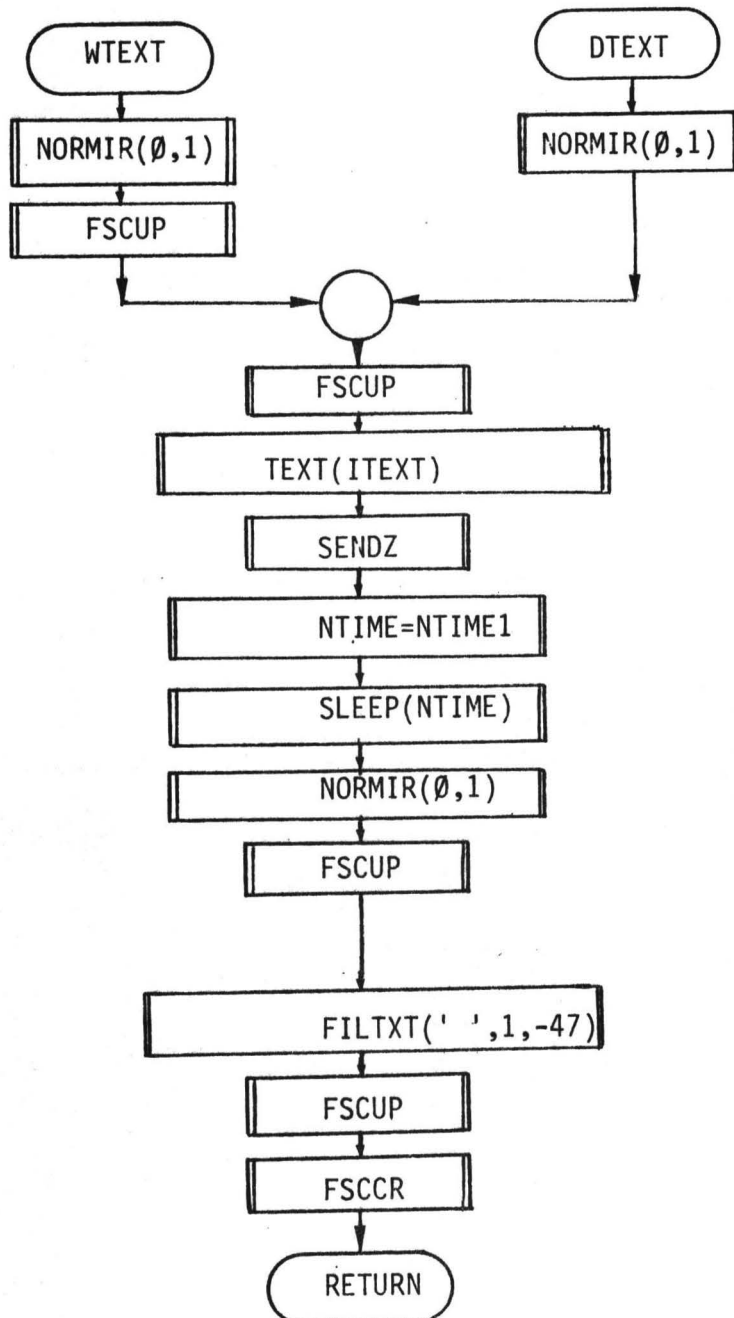 WTEXT
DTEXT
NORMIR(Ø,1)
NORMIR(Ø,1)
FSCUP
FSCUP
TEXT(ITEXT)
SENDZ
NTIME=NTIME1
SLEEP(NTIME)
NORMIR(Ø,1)
FSCUP
FILTXT(' ',1,-47)
FSCUP
FSCCR
RETURN